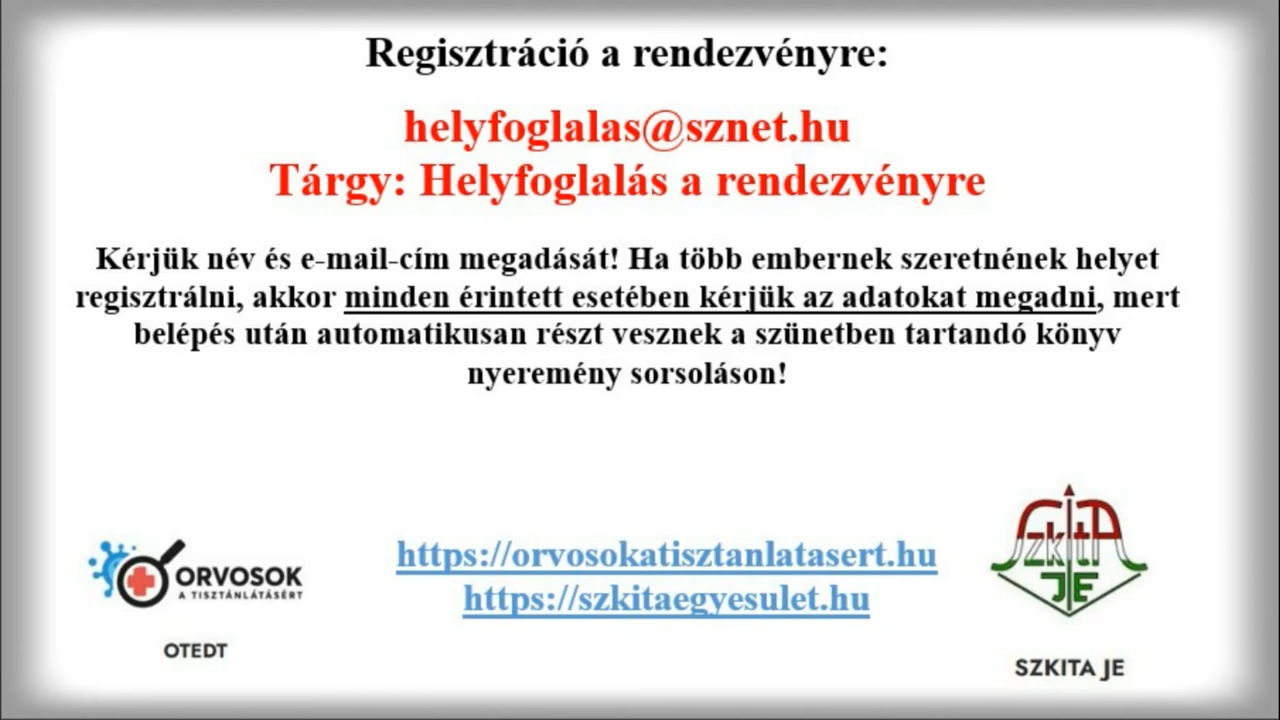 Regisztráció a rendezvényre:
helyfoglalas@sznet.hu
Tárgy: Helyfoglalás a rendezvényre
Kérjük név és e-mail-cím megadását! Ha több embernek szeretnének helyet
regisztrálni, akkor minden érintett esetében kérjük az adatokat megadni, mert
belépés után automatikusan részt vesznek a szünetben tartandó könyv
nyeremény sorsoláson!
ORVOSOK
A TISZTÁNLÁTÁSÉRT
OTEDT
https://orvosokatisztanlatasert.hu
https://szkitaegyesulet.hu
SzkítA
JE
SZKITA JE